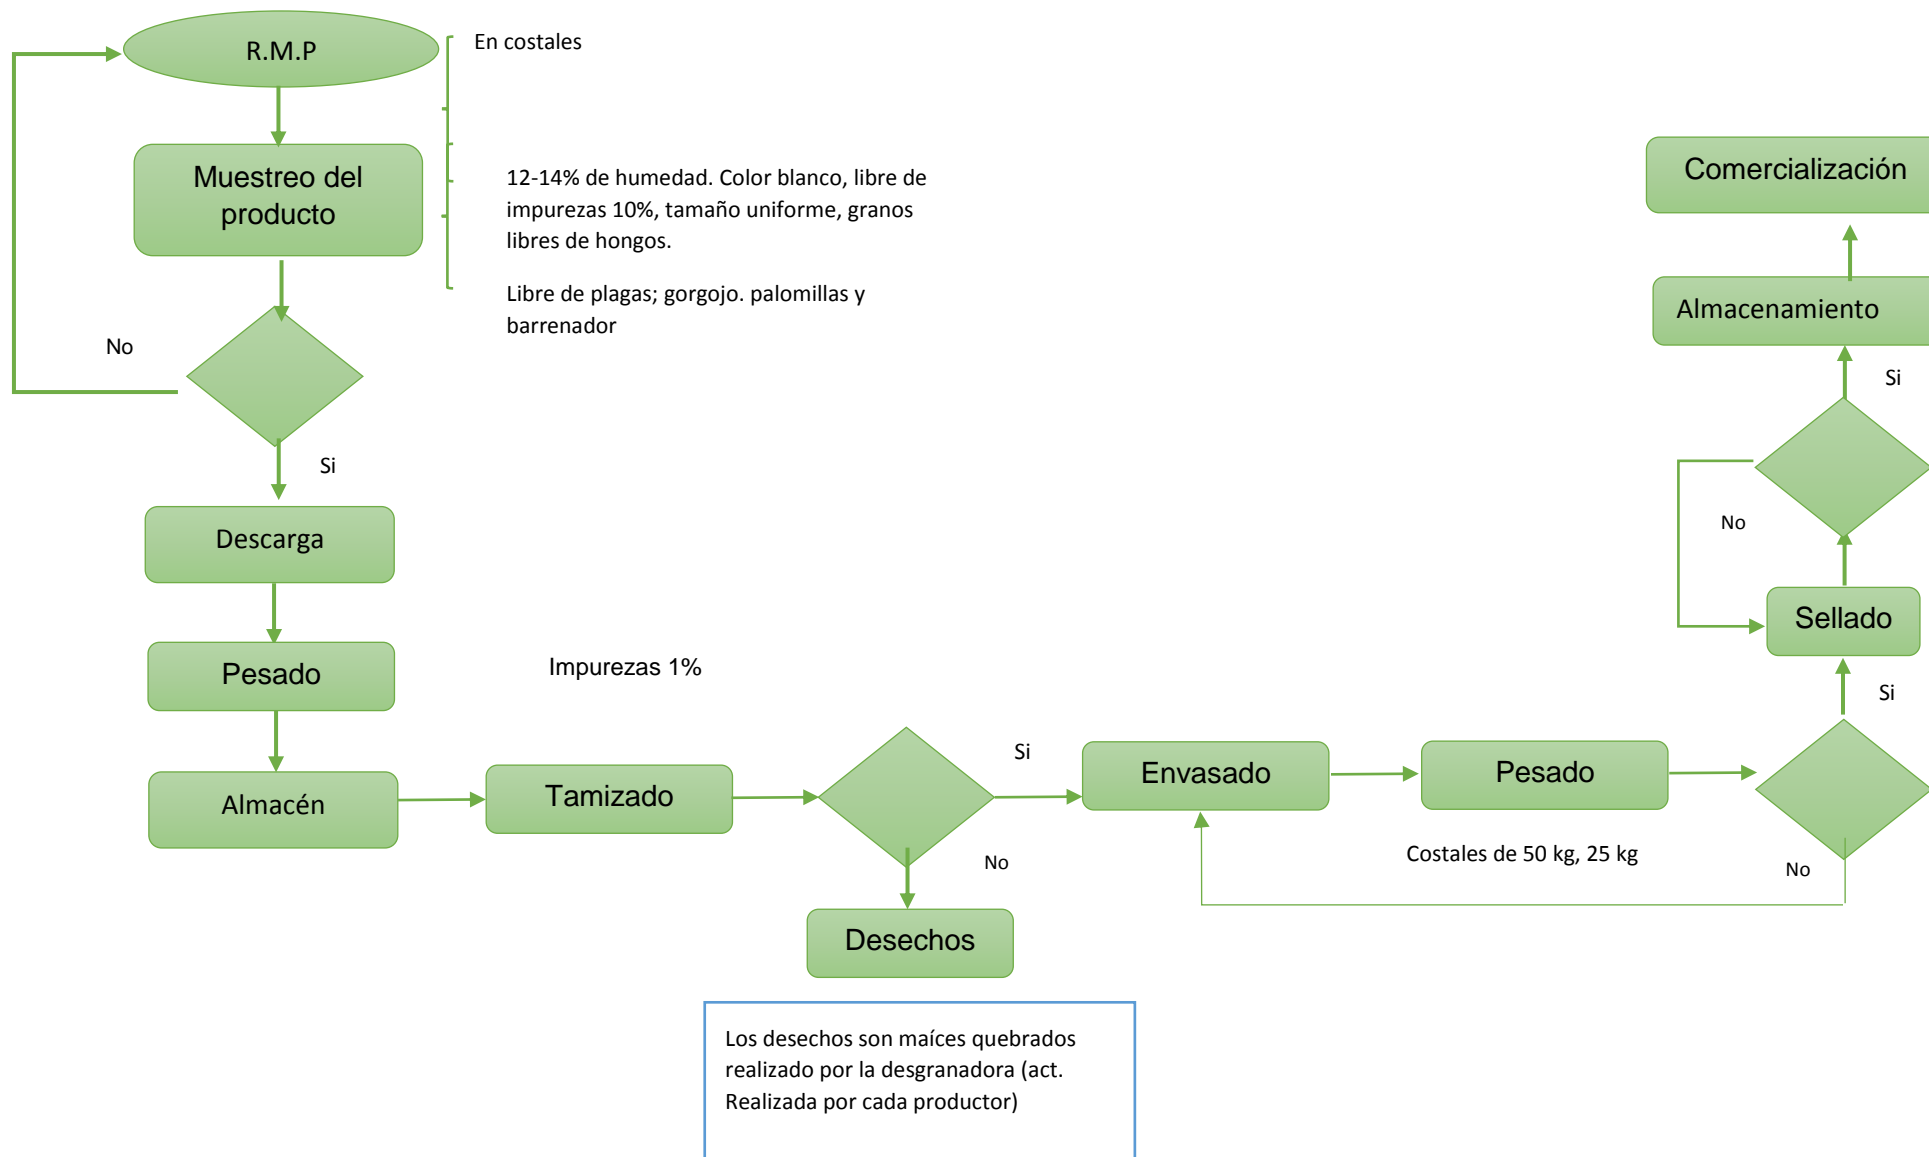 R.M.P
En costales
Muestreo del
producto
12-14% de humedad. Color blanco, libre de
impurezas 10%, tamaño uniforme, granos
libres de hongos.
Libre de plagas; gorgojo. palomillas y
barrenador
No
Si
Descarga
Pesado
Almacén
Impurezas 1%
Tamizado
Si
No
Desechos
Los desechos son maíces quebrados
realizado por la desgranadora (act.
Realizada por cada productor)
Envasado
Pesado
Costales de 50 kg, 25 kg
No
Si
Sellado
No
Si
Almacenamiento
Comercialización